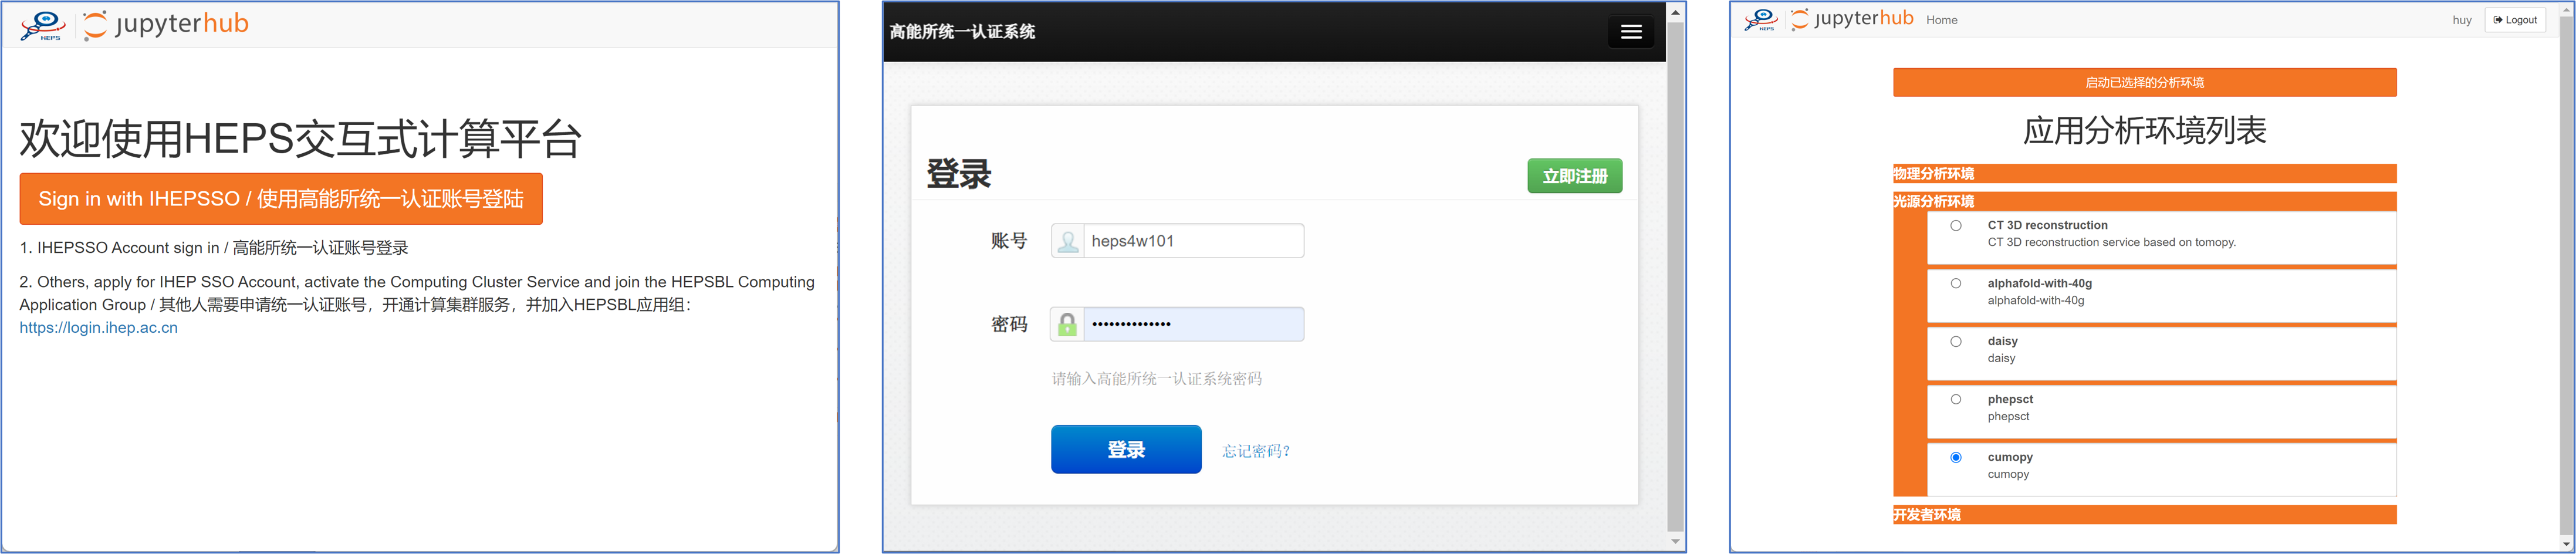 HEPS
jupyterhub
欢迎使用HEPS交互式计算平台
Sign in with IHEPSSO / 使用高能所统一认证账号登陆
1. IHEPSSO Account sign in / 高能所统一认证账号登录
2. Others, apply for IHEP SSO Account, activate the Computing Cluster Service and join the HEPSBL Computing
Application Group / 其他人需要申请统一认证账号，开通计算集群服务，并加入HEPSBL应用组：
https://login.ihep.ac.cn
高能所统一认证系统
登录
立即注册
账号
heps4w101
密码
••••••••••••••
请输入高能所统一认证系统密码
登录
忘记密码?
HEPS
jupyterhub
Home
huy
Logout
启动已选择的分析环境
应用分析环境列表
物理分析环境
光源分析环境
CT 3D reconstruction
CT 3D reconstruction service based on tomopy.
alphafold-with-40g
alphafold-with-40g
daisy
daisy
phepsct
phepsct
cumopy
cumopy
开发者环境